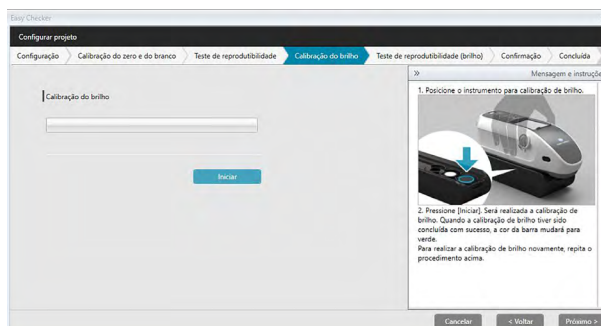 Easy Checker
Configurar projeto
Configuração
Calibração do zero e do branco
Teste de reprodutibilidade
Calibração do brilho
Teste de reprodutibilidade (brilho)
Confirmação
Concluída
Calibração do brilho
Iniciar
» Mensagem e instruçõe
1. Posicione o instrumento para calibração de brilho.
2. Pressione [Iniciar]. Será realizada a calibração de
brilho. Quando a calibração de brilho tiver sido
concluída com sucesso, a cor da barra mudará para
verde.
Para realizar a calibração de brilho novamente, repita o
procedimento acima.
Cancelar
< Voltar
Próximo >